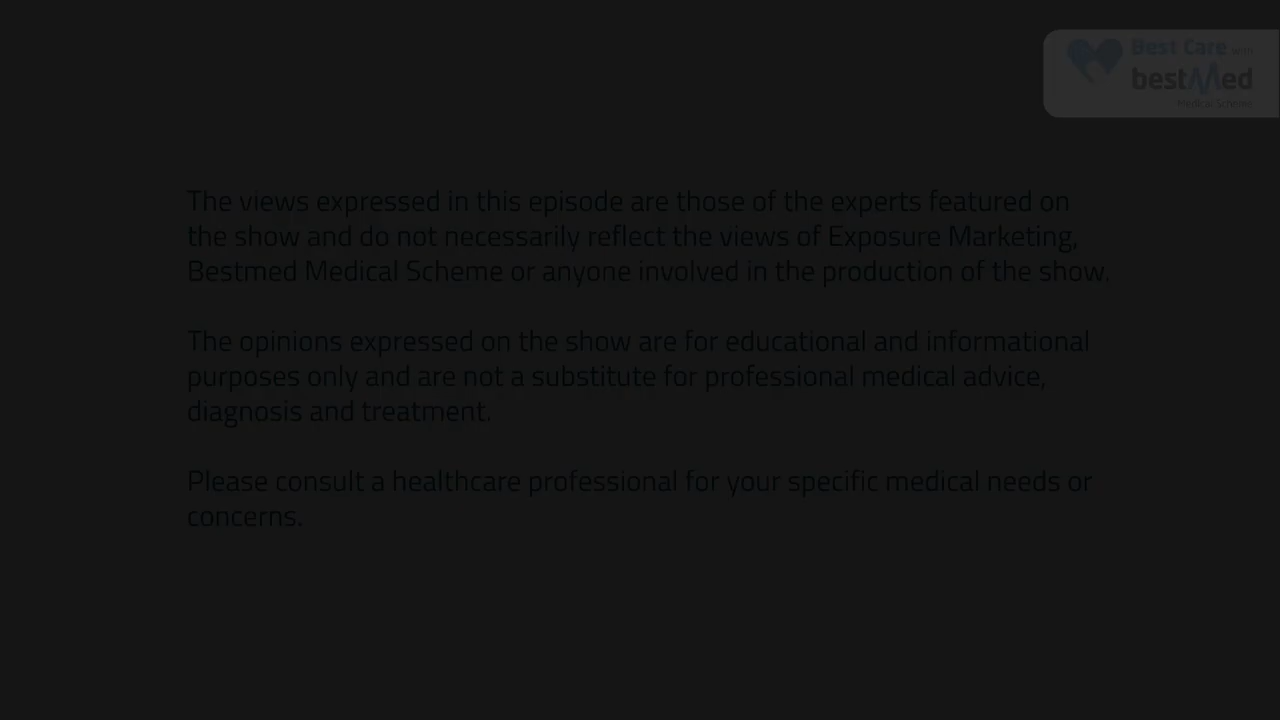 Best Care with
bestMed
Medical Scheme
The views expressed in this episode are those of the experts featured on
the show and do not necessarily reflect the views of Exposure Marketing,
Bestmed Medical Scheme or anyone involved in the production of the show.
The opinions expressed on the show are for educational and informational
purposes only and are not a substitute for professional medical advice,
diagnosis and treatment.
Please consult a healthcare professional for your specific medical needs or
concerns.